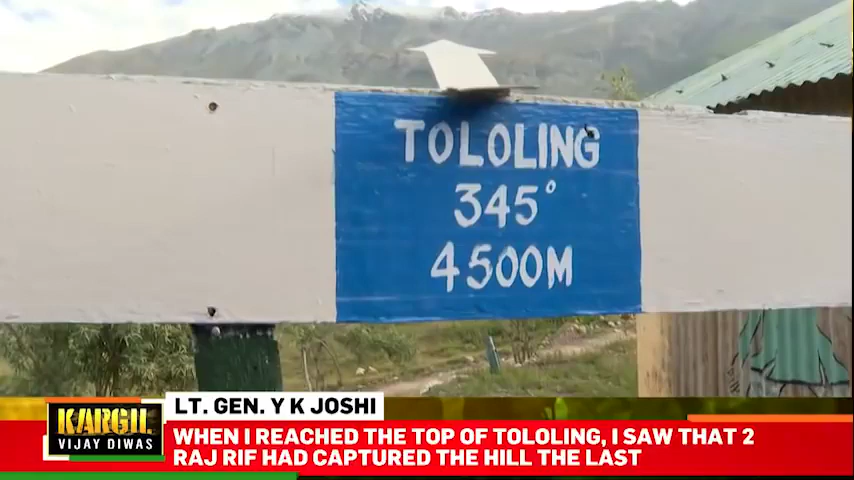 TOLOLING
345°
4500M
LT. GEN. Y K JOSHI
KARGIL
VIJAY DIWAS
WHEN I REACHED THE TOP OF TOLOLING, I SAW THAT 2
RAJ RIF HAD CAPTURED THE HILL THE LAST